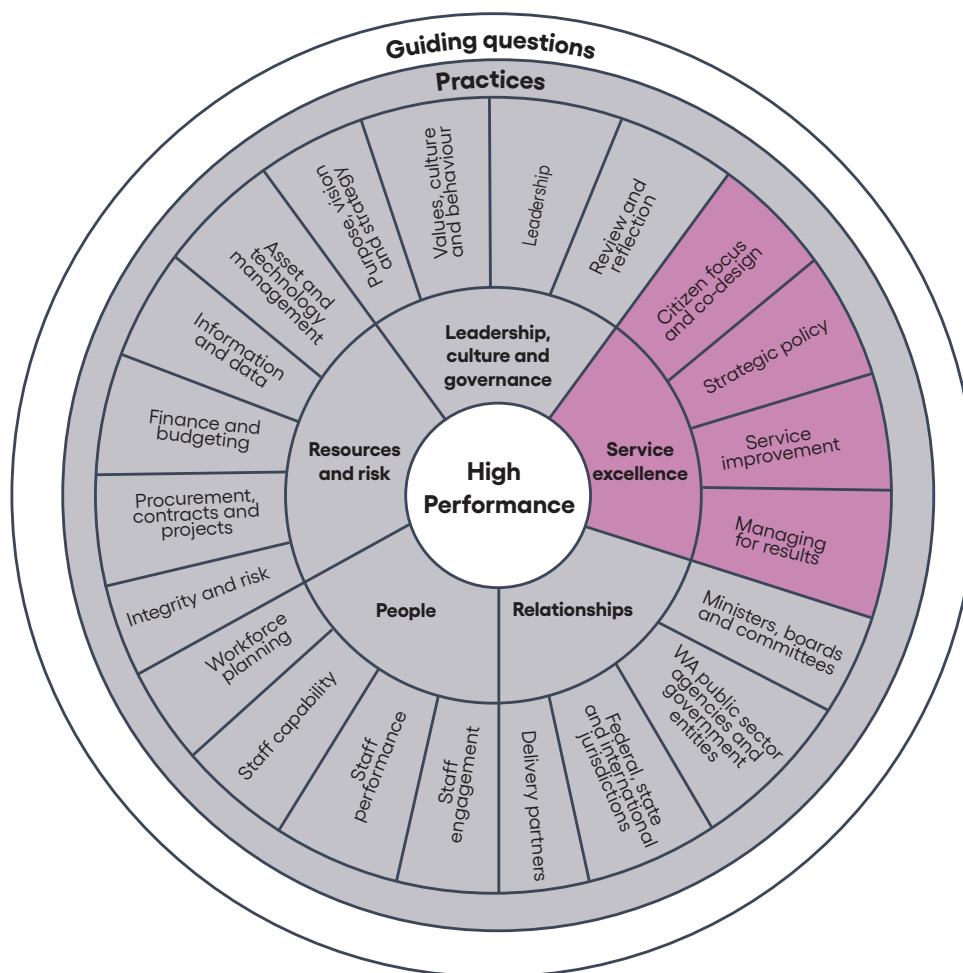 Guiding questions
Practices
Purpose, vision
and strategy
Values, culture
and behaviour
Leadership
Review and
reflection
Citizen focus
and co-design
Strategic policy
Service
improvement
Managing
for results
Ministers, boards
and committees
WA public sector
agencies and
government
entities
Federal, state
and international
jurisdictions
Delivery partners
Staff
engagement
Staff
performance
Staff capability
Workforce
planning
Integrity and risk
Procurement,
contracts and
projects
Finance and
budgeting
Information
and data
Asset and
technology
management
Leadership,
culture and
governance
Service
excellence
Relationships
People
Resources
and risk
High
Performance